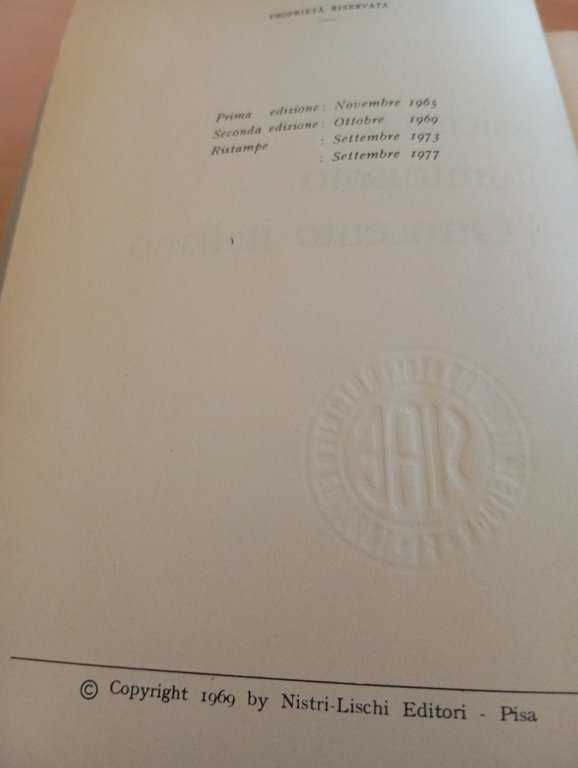 PROPRIETÀ RISERVATA
Prima edizione : Novembre 1965
Seconda edizione : Ottobre 1969
Ristampe : Settembre 1973
: Settembre 1977
SIAE
© Copyright 1969 by Nistri-Lischi Editori - Pisa